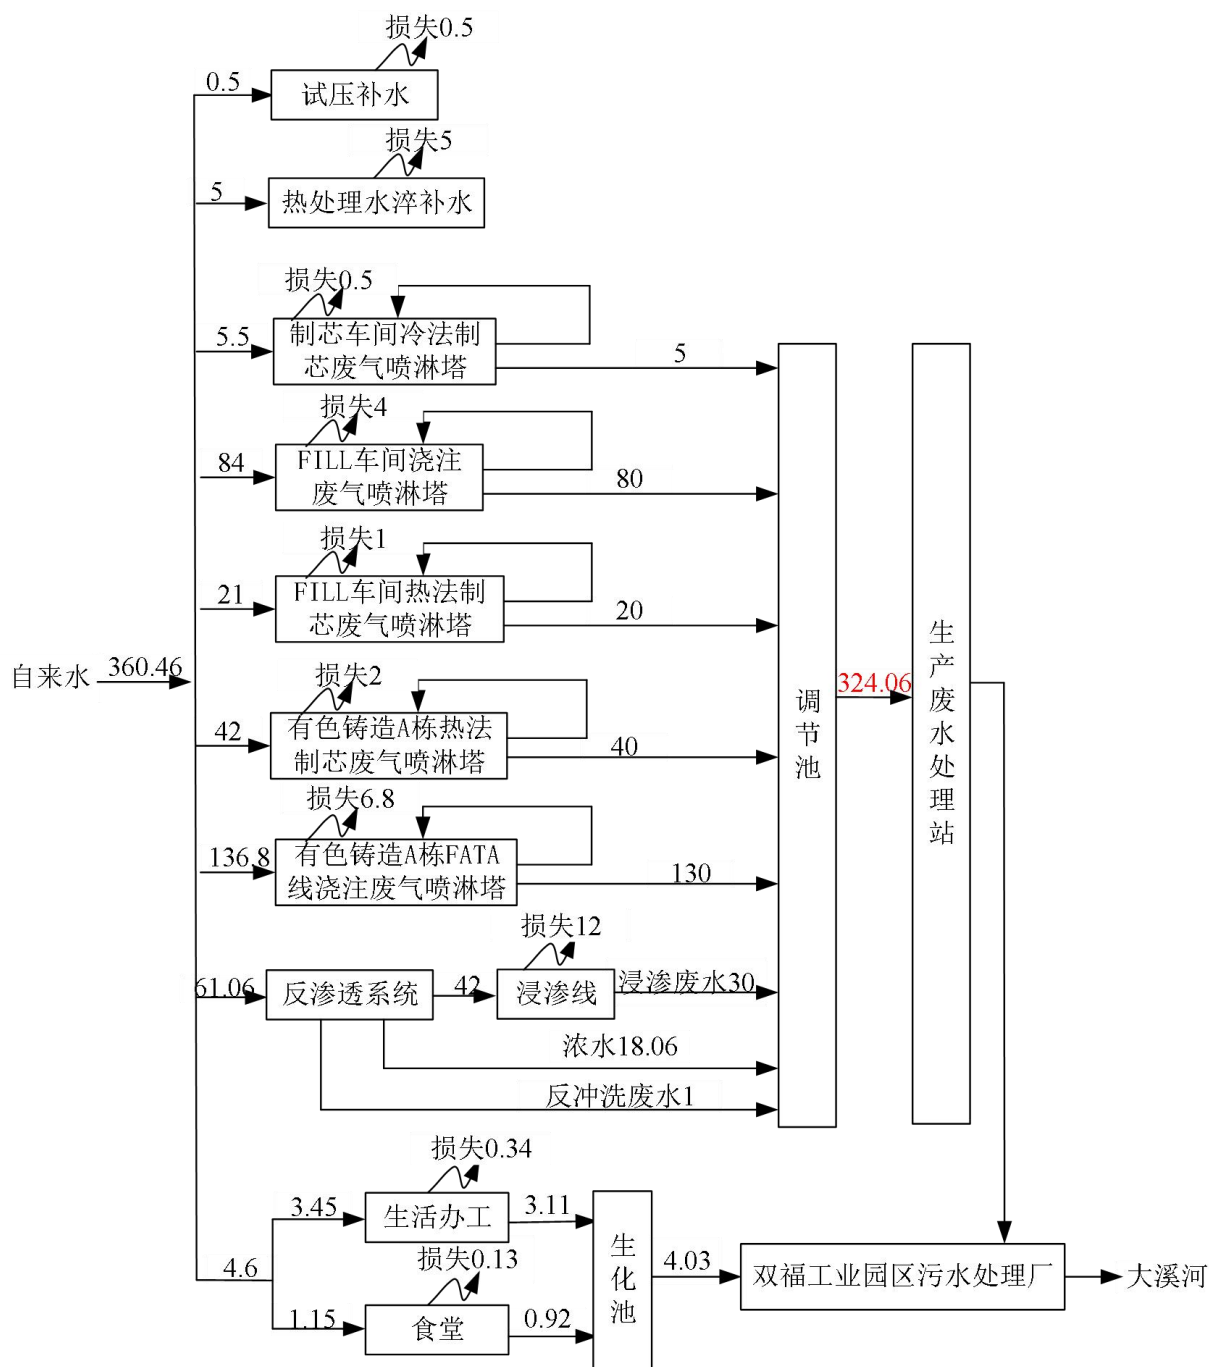 损失0.5
0.5
试压补水
损失5
5
热处理水淬补水
损失0.5
5.5
制芯车间冷法制
芯废气喷淋塔
5
损失4
84
FILL车间浇注
废气喷淋塔
80
损失1
21
FILL车间热法制
芯废气喷淋塔
20
自来水
360.46
损失2
42
有色铸造A栋热法
制芯废气喷淋塔
40
调节池
324.06
生产废水处理站
损失6.8
136.8
有色铸造A栋FATA
线浇注废气喷淋塔
130
损失12
61.06
反渗透系统
42
浸渗线
浸渗废水30
浓水18.06
反冲洗废水1
损失0.34
3.45
生活办工
3.11
4.6
损失0.13
1.15
食堂
0.92
生化池
4.03
双福工业园区污水处理厂
大溪河